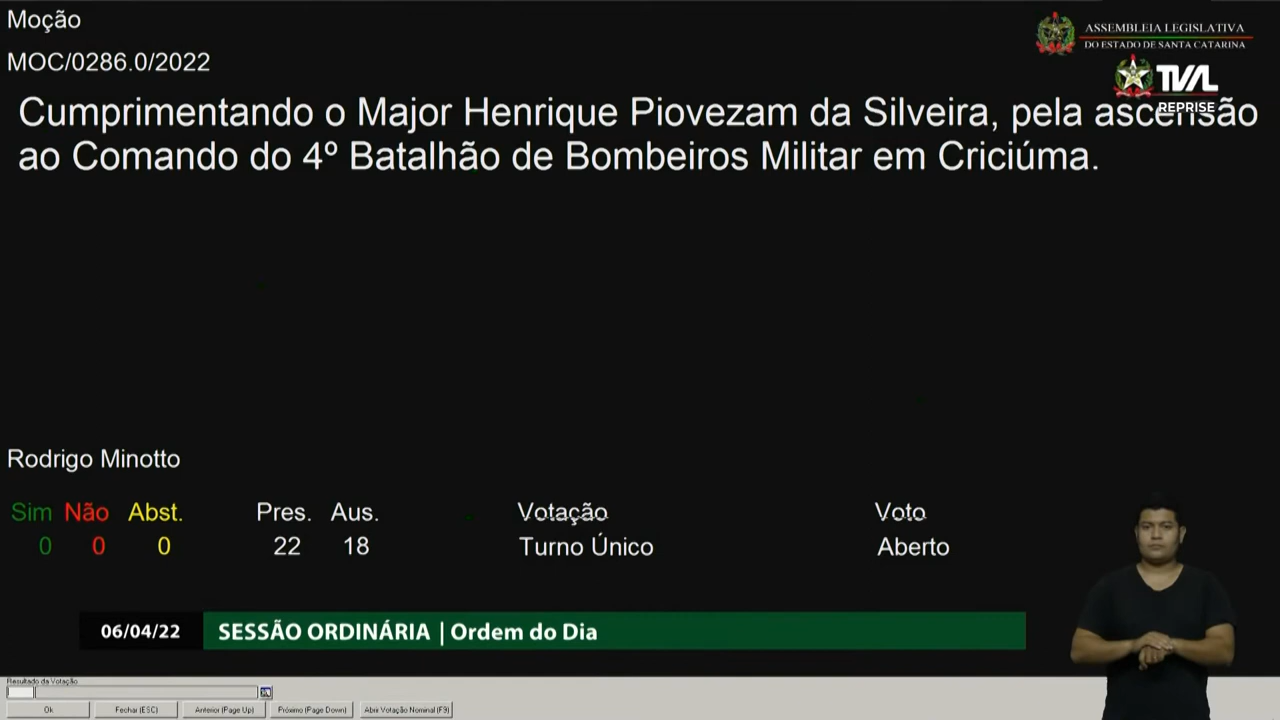 Moção
MOC/0286.0/2022
ASSEMBLEIA LEGISLATIVA
DO ESTADO DE SANTA CATARINA
TVAL
REPRISE
Cumprimentando o Major Henrique Piovezam da Silveira, pela ascensão
ao Comando do 4º Batalhão de Bombeiros Militar em Criciúma.
Rodrigo Minotto
Sim Não Abst. Pres. Aus. Votação Voto
0 0 0 22 18 Turno Único Aberto
06/04/22 SESSÃO ORDINÁRIA | Ordem do Dia
Resultado da Votação
Ok Fechar (ESC) Anterior (Page Up) Próximo (Page Down) Abrir Votação Nominal (F9)